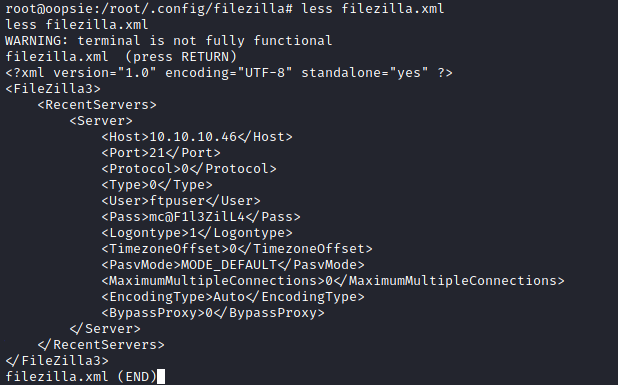 root@oopsie:/root/.config/filezilla# less filezilla.xml
less filezilla.xml
WARNING: terminal is not fully functional
filezilla.xml  (press RETURN)
<?xml version="1.0" encoding="UTF-8" standalone="yes" ?>
<FileZilla3>
    <RecentServers>
        <Server>
            <Host>10.10.10.46</Host>
            <Port>21</Port>
            <Protocol>0</Protocol>
            <Type>0</Type>
            <User>ftpuser</User>
            <Pass>mc@F1l3ZilL4</Pass>
            <Logontype>1</Logontype>
            <TimezoneOffset>0</TimezoneOffset>
            <PasvMode>MODE_DEFAULT</PasvMode>
            <MaximumMultipleConnections>0</MaximumMultipleConnections>
            <EncodingType>Auto</EncodingType>
            <BypassProxy>0</BypassProxy>
        </Server>
    </RecentServers>
</FileZilla3>
filezilla.xml (END)